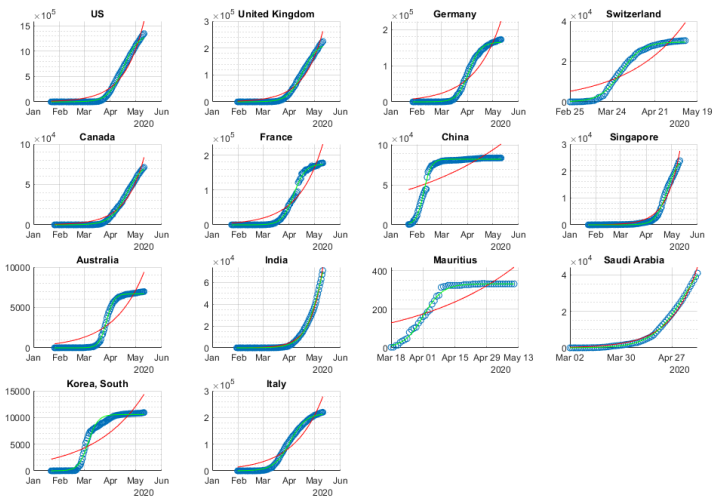 US
×10^5
15
10
5
0
Jan Feb Mar Apr May Jun
2020
United Kingdom
×10^5
3
2
1
0
Jan Feb Mar Apr May Jun
2020
Germany
×10^5
2
1
0
Jan Feb Mar Apr May Jun
2020
Switzerland
×10^4
4
2
0
Feb 25 Mar 24 Apr 21 May 19
2020
Canada
×10^4
10
5
0
Jan Feb Mar Apr May Jun
2020
France
×10^5
2
1
0
Jan Feb Mar Apr May Jun
2020
China
×10^4
10
5
0
Jan Feb Mar Apr May Jun
2020
Singapore
×10^4
3
2
1
0
Jan Feb Mar Apr May Jun
2020
Australia
10000
5000
0
Jan Feb Mar Apr May Jun
2020
India
×10^4
6
4
2
0
Jan Feb Mar Apr May Jun
2020
Mauritius
400
200
0
Mar 18 Apr 01 Apr 15 Apr 29 May 13
2020
Saudi Arabia
×10^4
4
2
0
Mar 02 Mar 30 Apr 27
2020
Korea, South
15000
10000
5000
0
Jan Feb Mar Apr May Jun
2020
Italy
×10^5
3
2
1
0
Jan Feb Mar Apr May Jun
2020